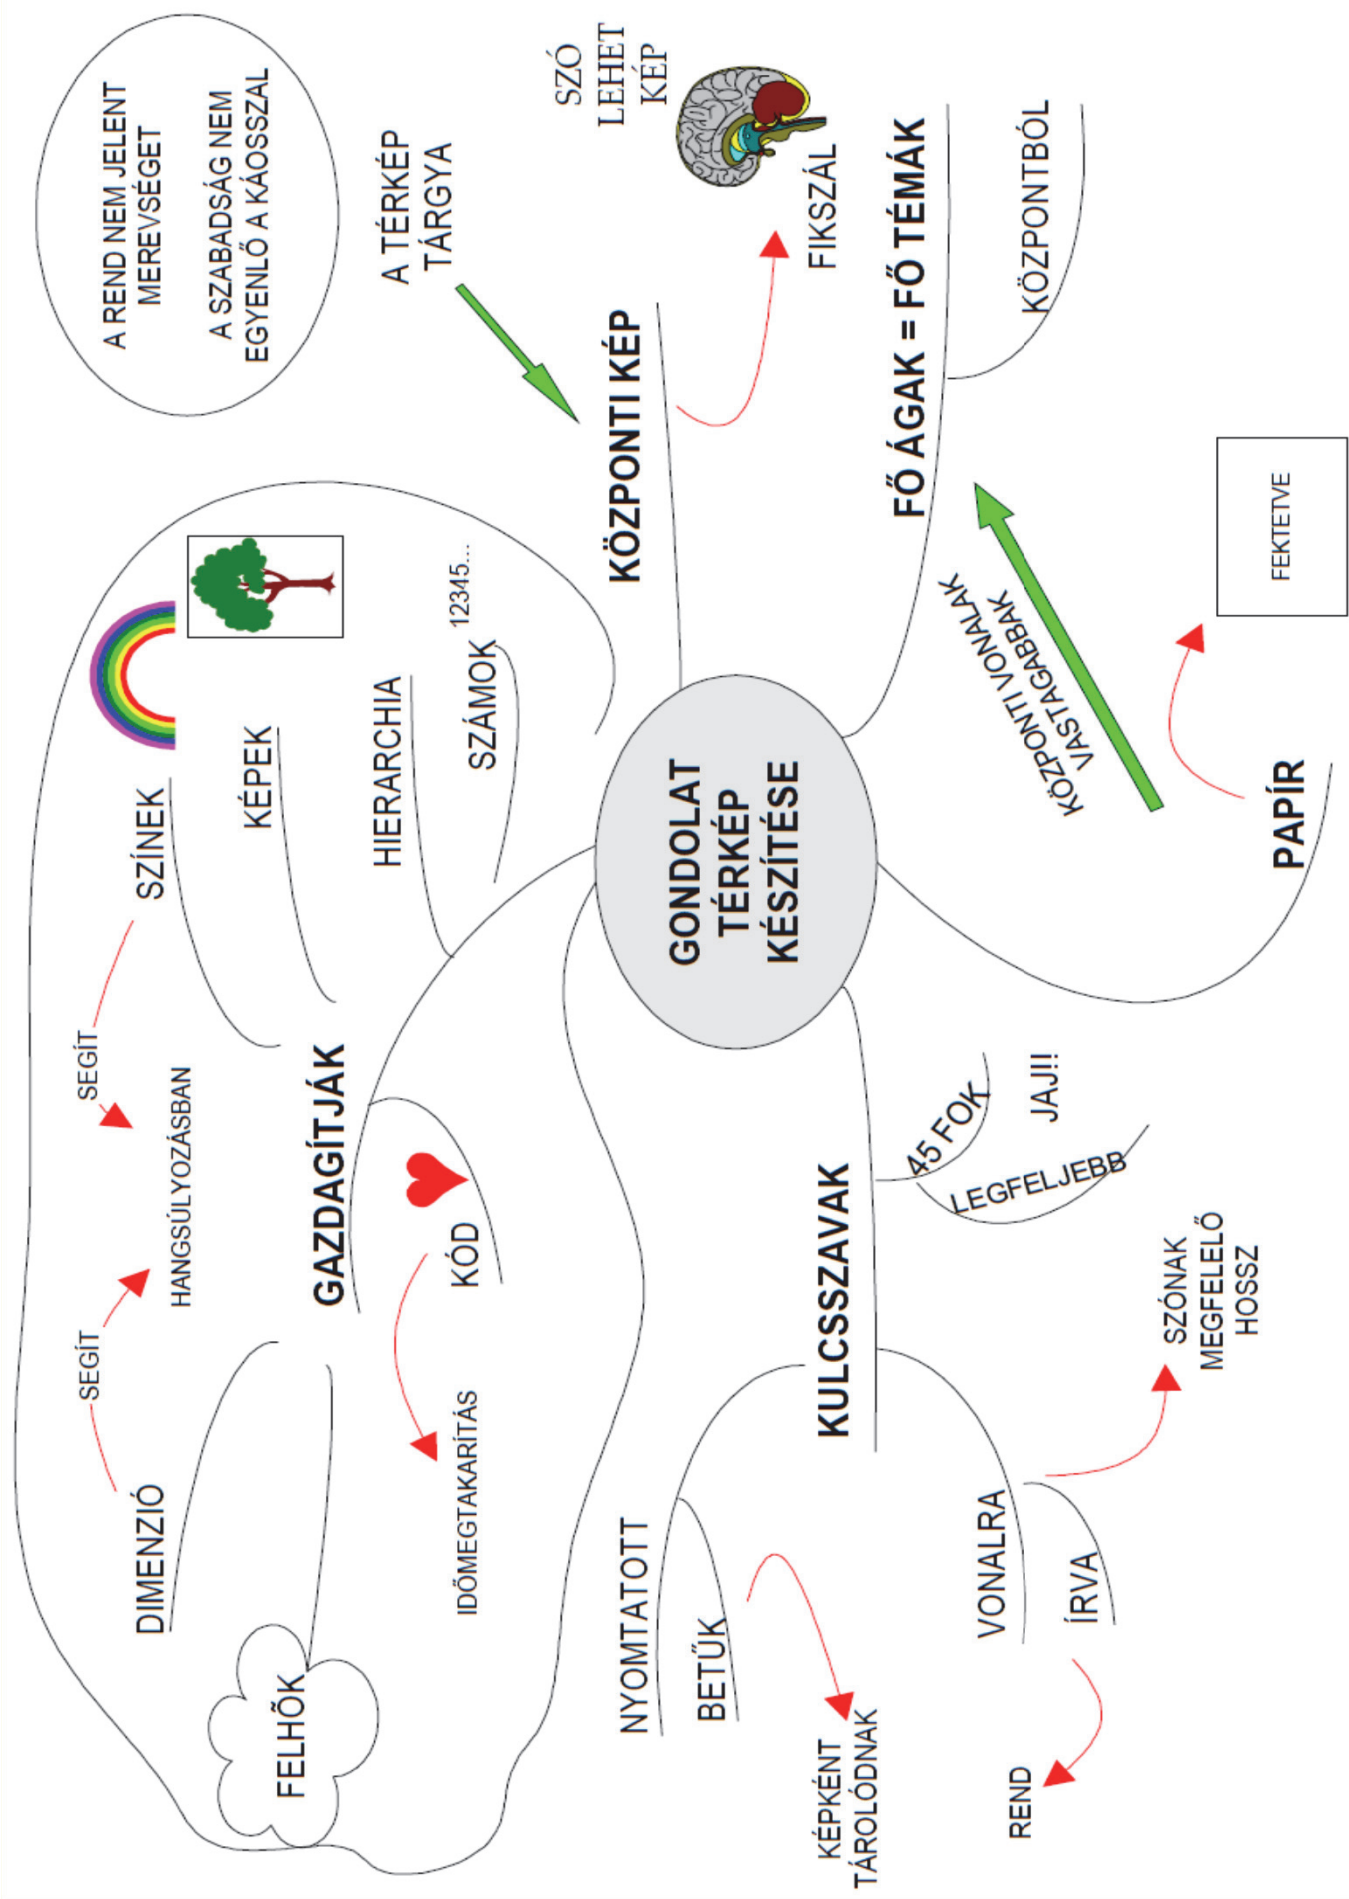 A REND NEM JELENT
MEREVSÉGET
A SZABADSÁG NEM
EGYENLŐ A KÁOSSZAL
A TÉRKÉP
TÁRGYA
SZÓ
LEHET
KÉP
KÖZPONTI KÉP
FIKSZÁL
FŐ ÁGAK = FŐ TÉMÁK
KÖZPONTBÓL
KÖZPONTI VONALAK
VASTAGABBAK
FEKTETVE
PAPÍR
GONDOLAT
TÉRKÉP
KÉSZÍTÉSE
SZÍNEK
KÉPEK
HIERARCHIA
SZÁMOK
12345...
SEGÍT
HANGSÚLYOZÁSBAN
SEGÍT
DIMENZIÓ
GAZDAGÍTJÁK
KÓD
IDŐMEGTAKARÍTÁS
FELHÕK
KULCSSZAVAK
45 FOK
JAJ!!
LEGFELJEBB
NYOMTATOTT
BETŰK
KÉPKÉNT
TÁROLÓDNAK
VONALRA
ÍRVA
SZÓNAK
MEGFELELŐ
HOSSZ
REND